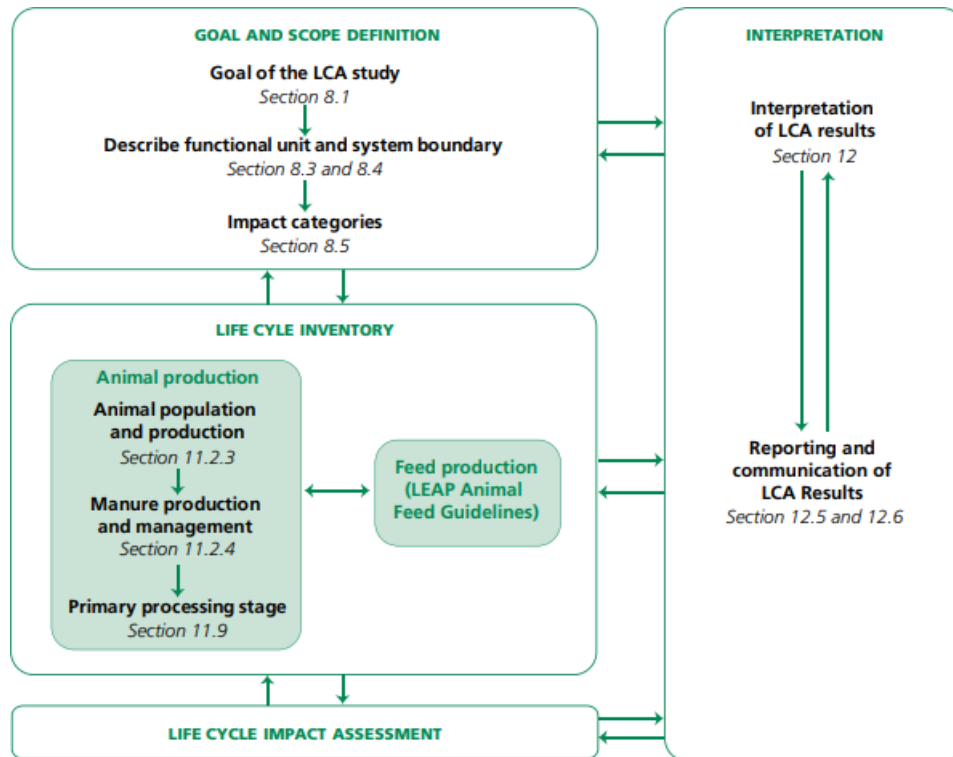 GOAL AND SCOPE DEFINITION
Goal of the LCA study
Section 8.1
Describe functional unit and system boundary
Section 8.3 and 8.4
Impact categories
Section 8.5
LIFE CYLE INVENTORY
Animal production
Animal population
and production
Section 11.2.3
Manure production
and management
Section 11.2.4
Primary processing stage
Section 11.9
Feed production
(LEAP Animal
Feed Guidelines)
LIFE CYCLE IMPACT ASSESSMENT
INTERPRETATION
Interpretation
of LCA results
Section 12
Reporting and
communication of
LCA Results
Section 12.5 and 12.6